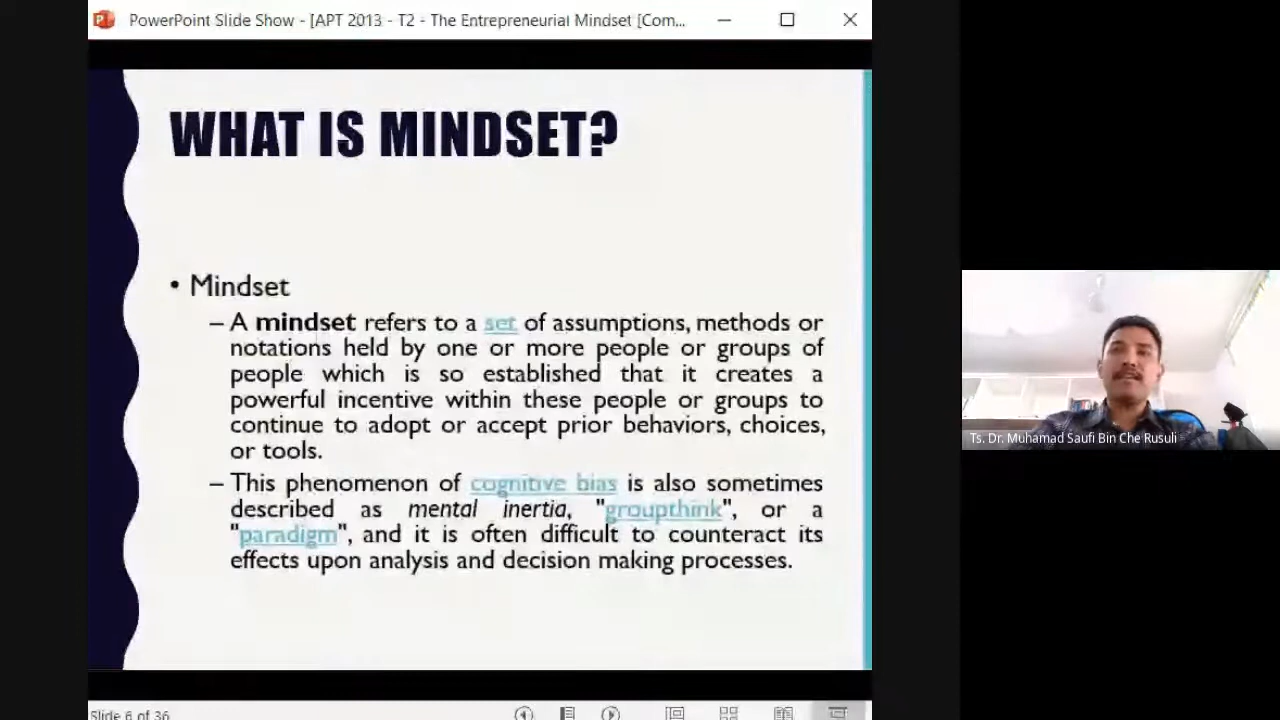 PowerPoint Slide Show - [APT 2013 - T2 - The Entrepreneurial Mindset [Com...
WHAT IS MINDSET?
• Mindset
– A mindset refers to a set of assumptions, methods or
notations held by one or more people or groups of
people which is so established that it creates a
powerful incentive within these people or groups to
continue to adopt or accept prior behaviors, choices,
or tools.
– This phenomenon of cognitive bias is also sometimes
described as mental inertia, "groupthink", or a
"paradigm", and it is often difficult to counteract its
effects upon analysis and decision making processes.
Ts. Dr. Muhamad Saufi Bin Che Rusuli
Slide 6 of 36